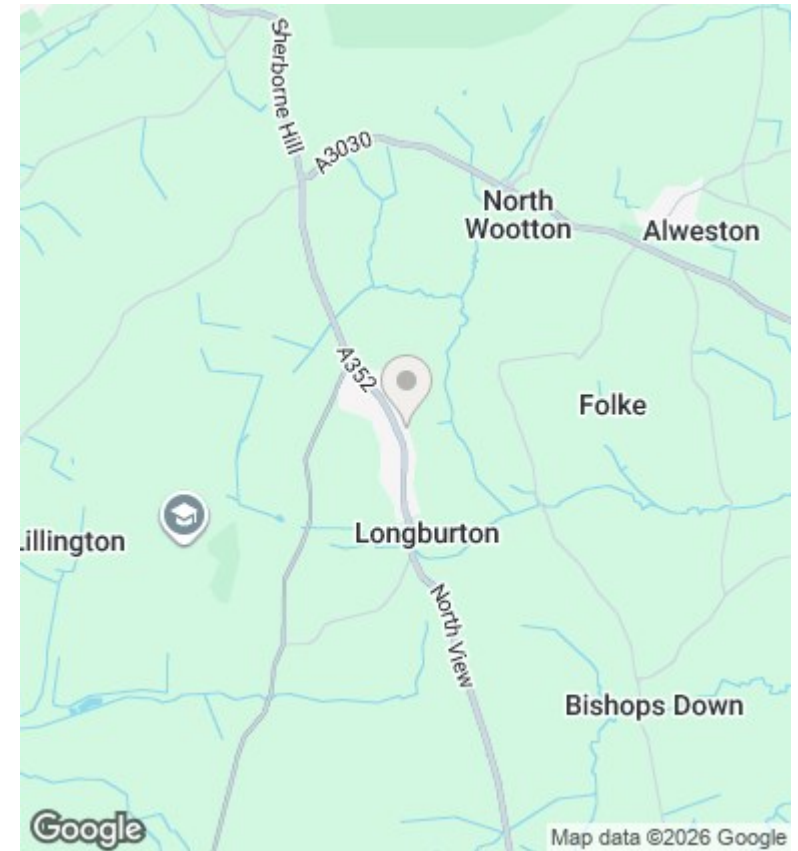 Sherborne Hill
A3030
North
Wootton
Alweston
A352
Folke
Lillington
Longburton
North View
Bishops Down
Google
Map data ©2026 Google